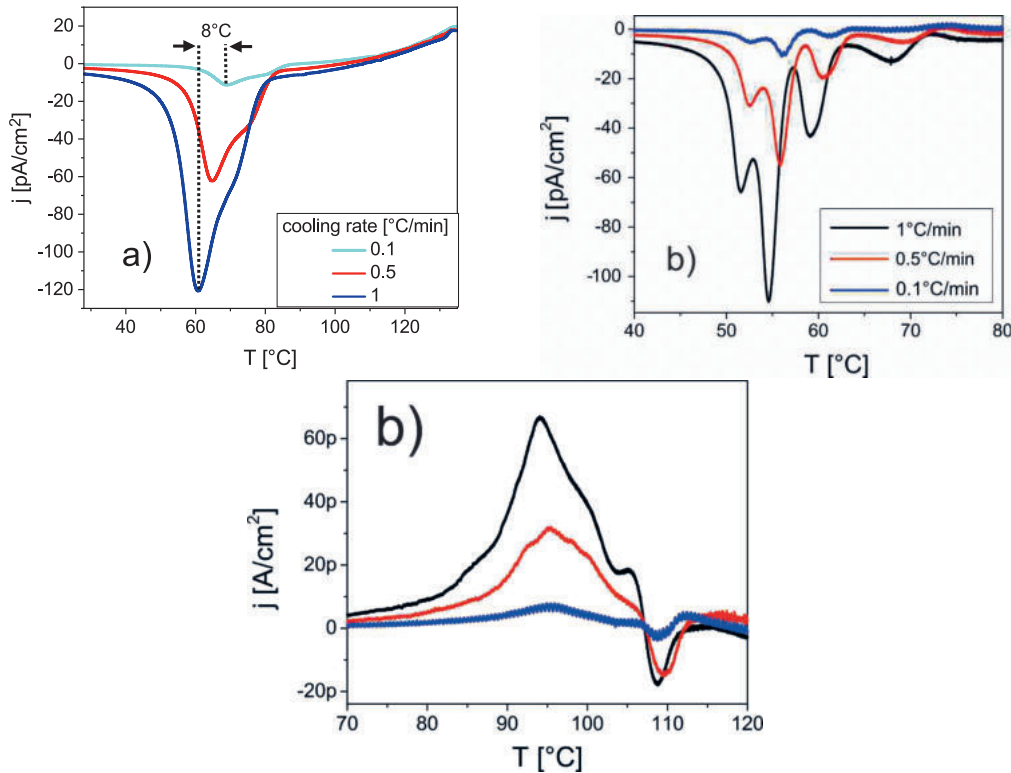 8°C
20
0
-20
-40
-60
-80
-100
-120
j [pA/cm²]
a)
cooling rate [°C/min]
0.1
0.5
1
40 60 80 100 120
T [°C]
b)
0
-20
-40
-60
-80
-100
j [pA/cm²]
b)
1°C/min
0.5°C/min
0.1°C/min
40 50 60 70 80
T [°C]
b)
60p
40p
20p
0
-20p
j [A/cm²]
70 80 90 100 110 120
T [°C]